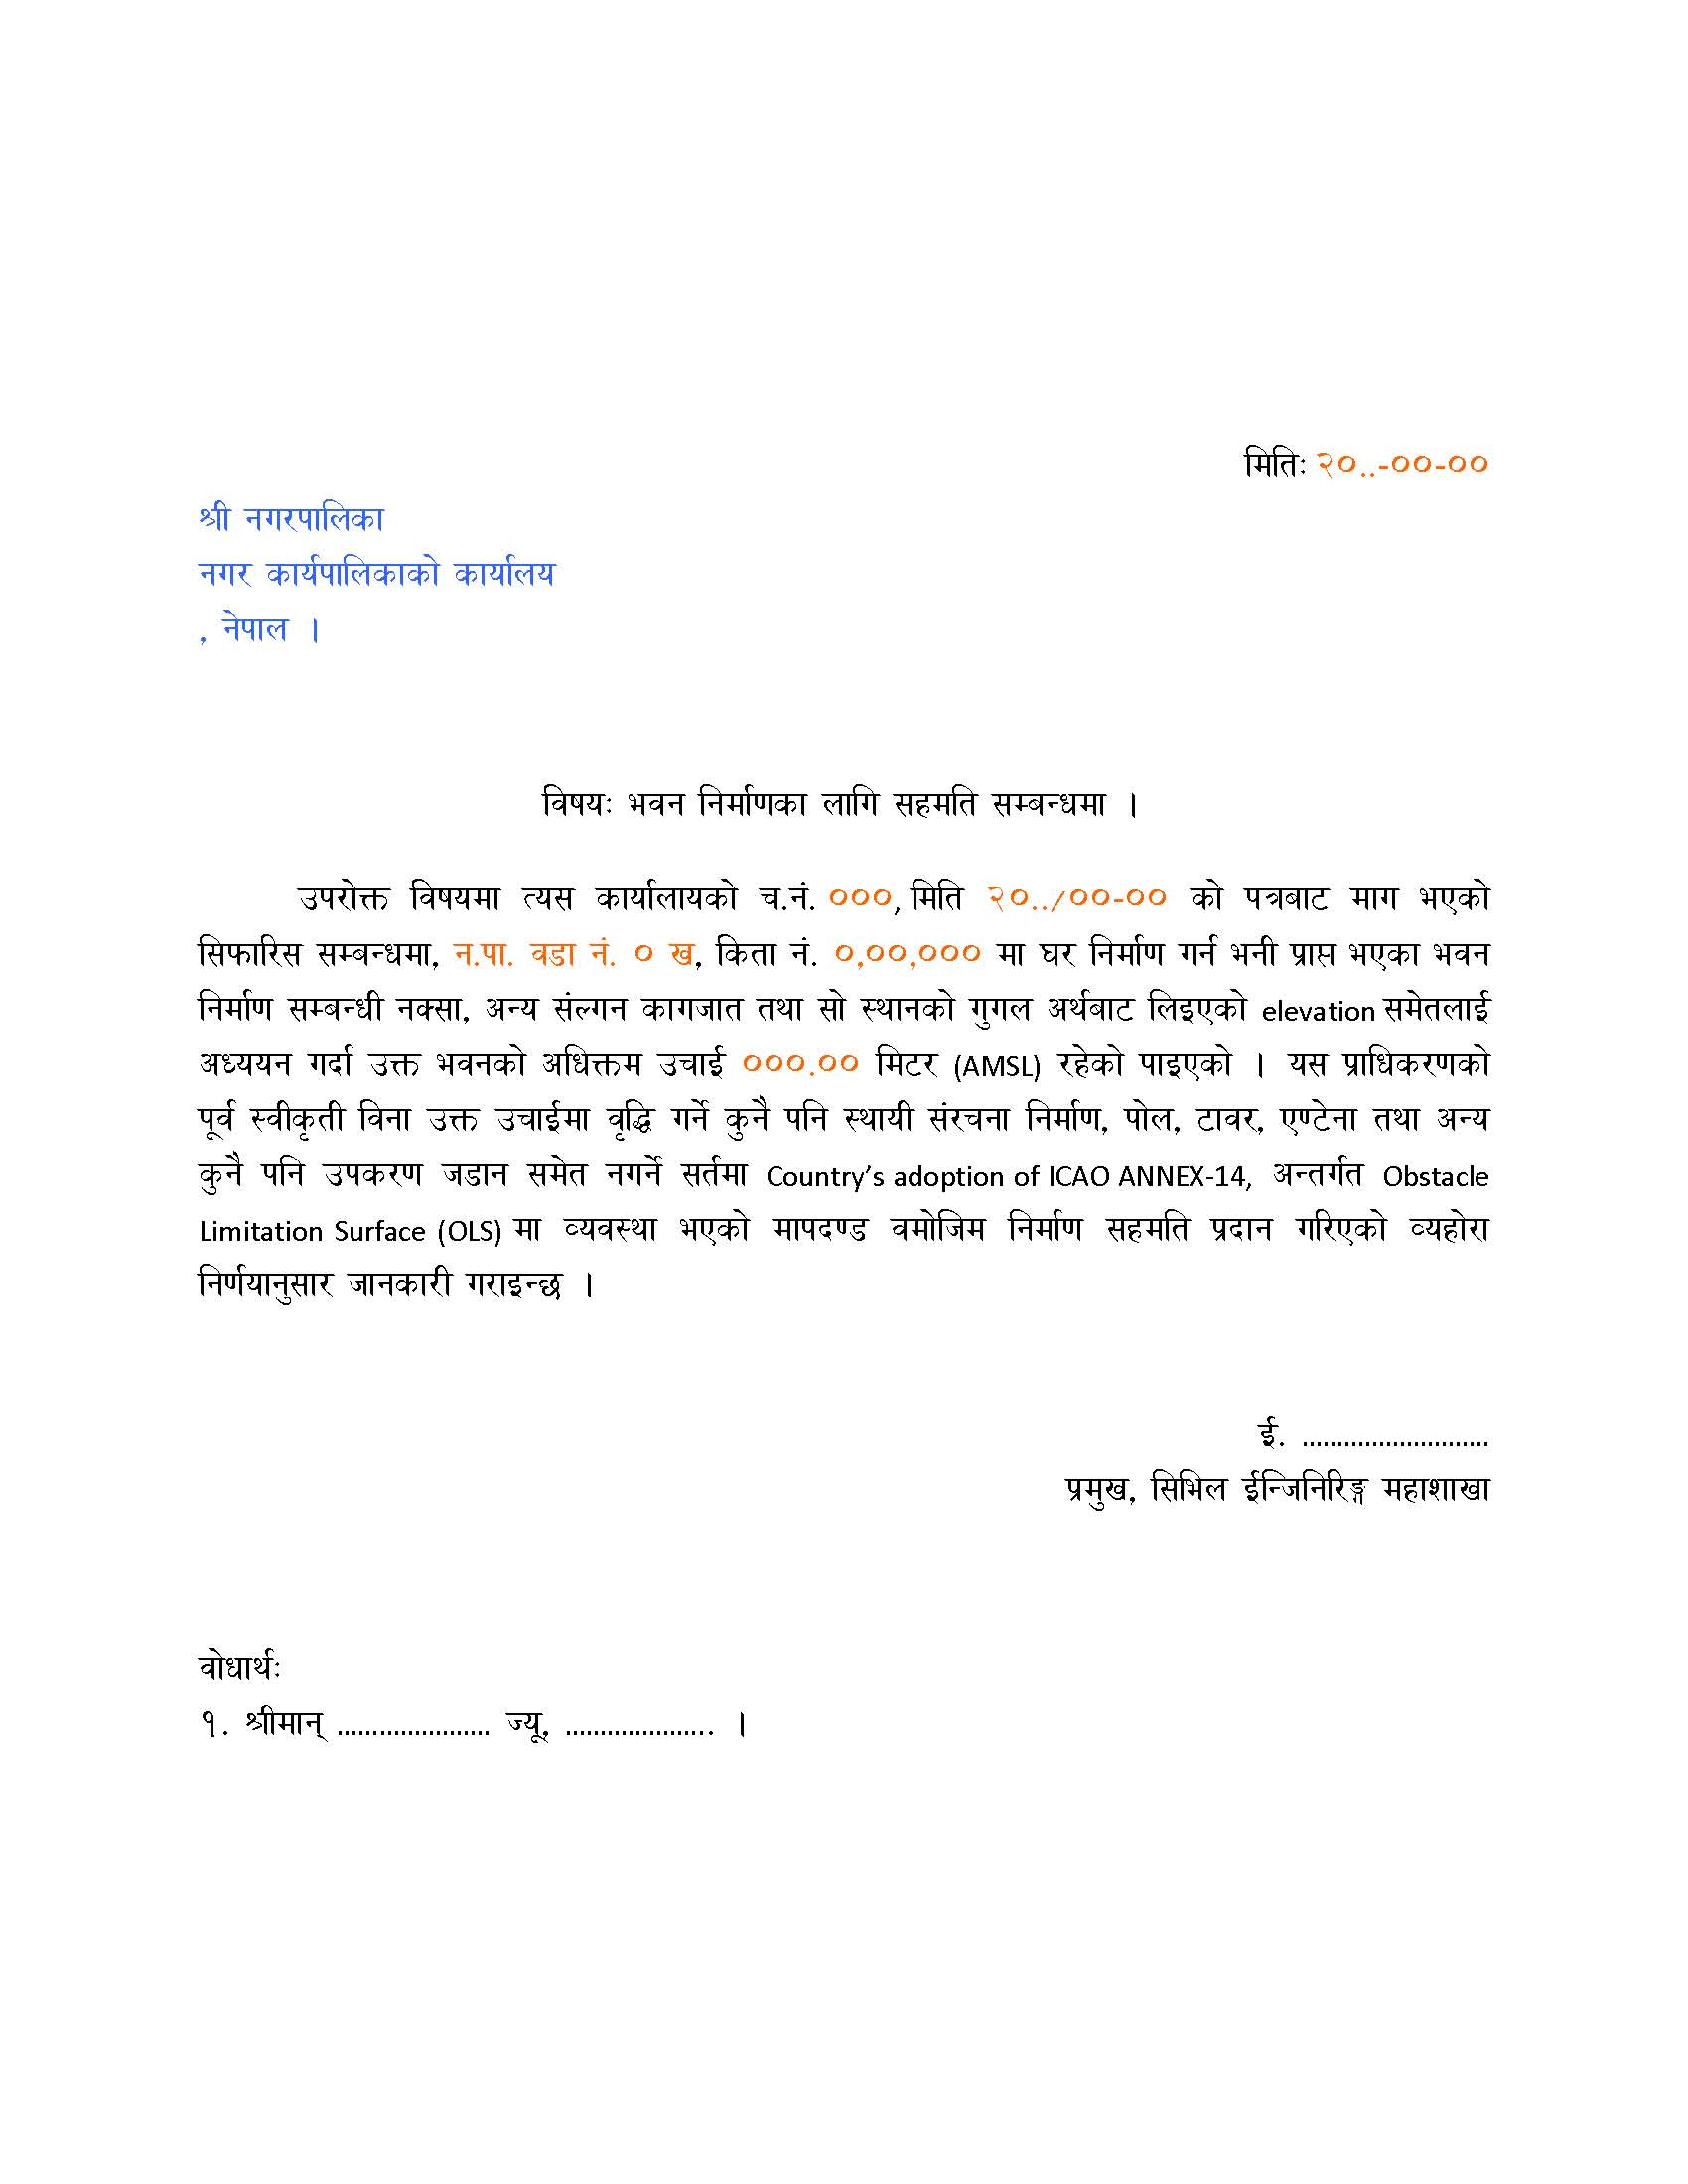 मितिः २०..-००-००
श्री नगरपालिका
नगर कार्यपालिकाको कार्यालय
, नेपाल ।
विषयः भवन निर्माणका लागि सहमति सम्बन्धमा ।
उपरोक्त विषयमा त्यस कार्यालायको च.नं. ०००, मिति २०../००-०० को पत्रबाट माग भएको
सिफारिस सम्बन्धमा, न.पा. वडा नं. ० ख, किता नं. ०,००,००० मा घर निर्माण गर्न भनी प्राप्त भएका भवन
निर्माण सम्बन्धी नक्सा, अन्य संल्गन कागजात तथा सो स्थानको गुगल अर्थबाट लिइएको elevation समेतलाई
अध्ययन गर्दा उक्त भवनको अधिक्तम उचाई ०००.०० मिटर (AMSL) रहेको पाइएको । यस प्राधिकरणको
पूर्व स्वीकृती विना उक्त उचाईमा वृद्धि गर्ने कुनै पनि स्थायी संरचना निर्माण, पोल, टावर, एण्टेना तथा अन्य
कुनै पनि उपकरण जडान समेत नगर्ने सर्तमा Country’s adoption of ICAO ANNEX-14, अन्तर्गत Obstacle
Limitation Surface (OLS) मा व्यवस्था भएको मापदण्ड वमोजिम निर्माण सहमति प्रदान गरिएको व्यहोरा
निर्णयानुसार जानकारी गराइन्छ ।
ई. ...........................
प्रमुख, सिभिल ईन्जिनिरिङ्ग महाशाखा
वोधार्थः
१. श्रीमान् ...................... ज्यू, ..................... ।